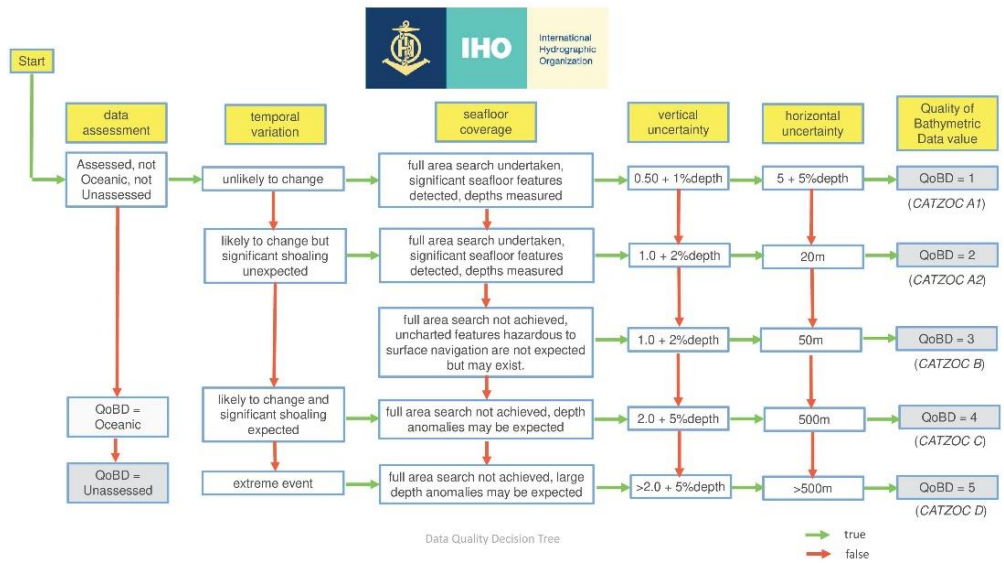 IHO
International
Hydrographic
Organization
Start
data
assessment
temporal
variation
seafloor
coverage
vertical
uncertainty
horizontal
uncertainty
Quality of
Bathymetric
Data value
Assessed, not
Oceanic, not
Unassessed
unlikely to change
full area search undertaken,
significant seafloor features
detected, depths measured
0.50 + 1%depth
5 + 5%depth
QoBD = 1
(CATZOC A1)
likely to change but
significant shoaling
unexpected
full area search undertaken,
significant seafloor features
detected, depths measured
1.0 + 2%depth
20m
QoBD = 2
(CATZOC A2)
full area search not achieved,
uncharted features hazardous to
surface navigation are not expected
but may exist.
1.0 + 2%depth
50m
QoBD = 3
(CATZOC B)
QoBD =
Oceanic
likely to change and
significant shoaling
expected
full area search not achieved, depth
anomalies may be expected
2.0 + 5%depth
500m
QoBD = 4
(CATZOC C)
QoBD =
Unassessed
extreme event
full area search not achieved, large
depth anomalies may be expected
>2.0 + 5%depth
>500m
QoBD = 5
(CATZOC D)
Data Quality Decision Tree
true
false